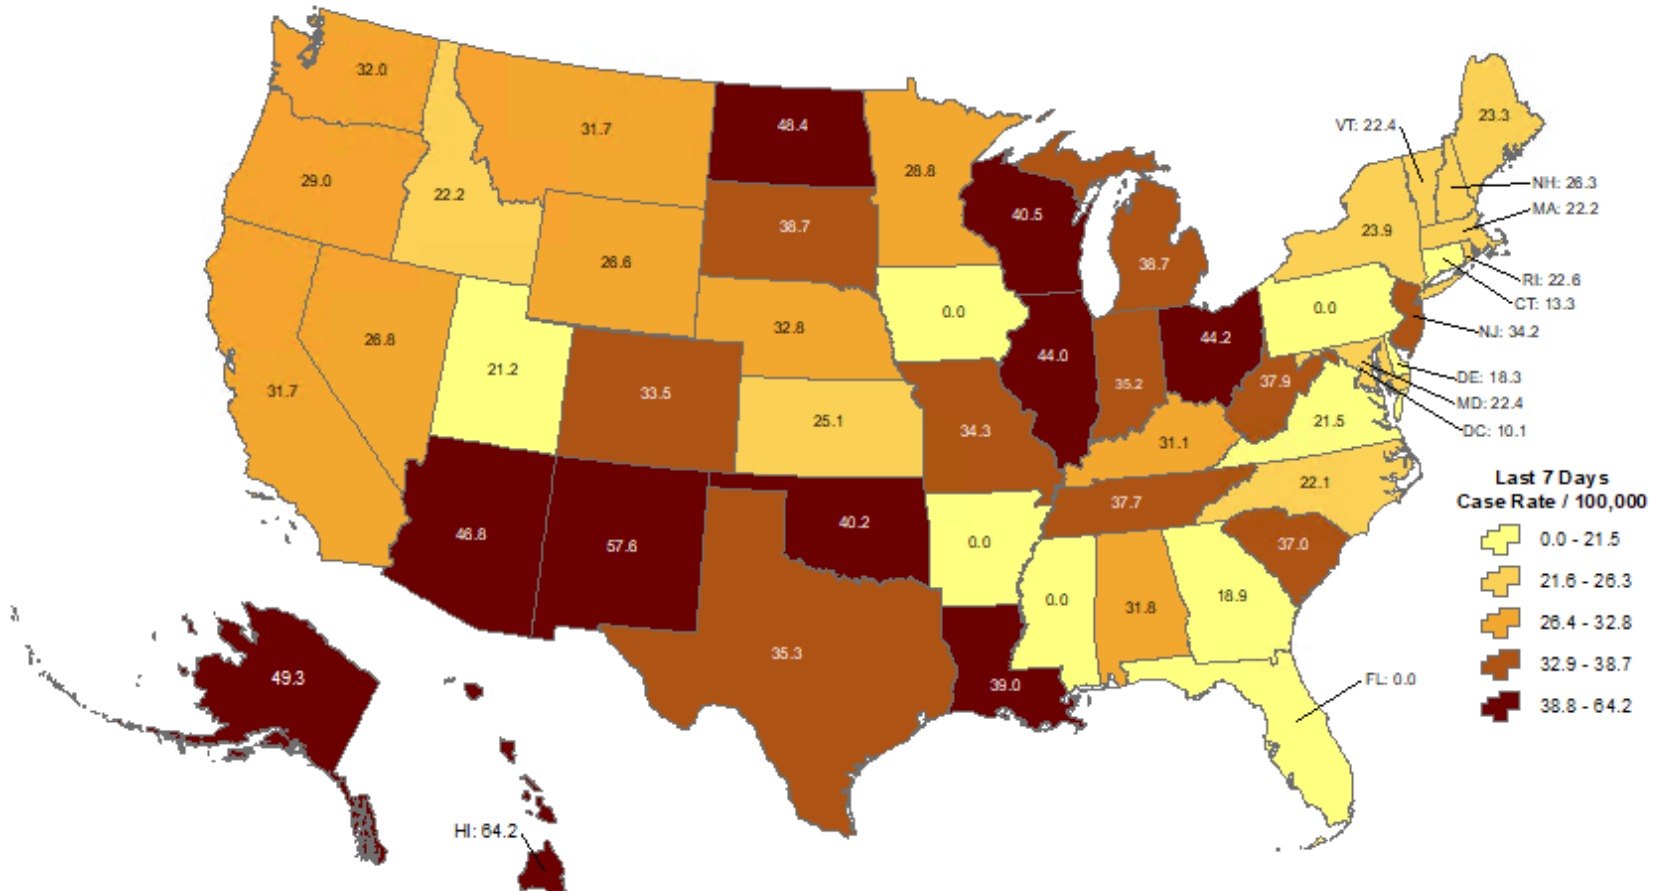 32.0
31.7
48.4
28.8
23.3
VT: 22.4
29.0
22.2
38.7
40.5
38.7
23.9
NH: 26.3
MA: 22.2
26.6
RI: 22.6
CT: 13.3
NJ: 34.2
26.8
32.8
0.0
0.0
44.2
44.0
31.7
21.2
33.5
25.1
34.3
35.2
37.9
DE: 18.3
MD: 22.4
DC: 10.1
31.1
21.5
46.8
57.6
40.2
37.7
22.1
0.0
37.0
0.0
31.8
18.9
35.3
39.0
FL: 0.0
49.3
HI: 64.2
Last 7 Days
Case Rate / 100,000
0.0 - 21.5
21.6 - 26.3
26.4 - 32.8
32.9 - 38.7
38.8 - 64.2